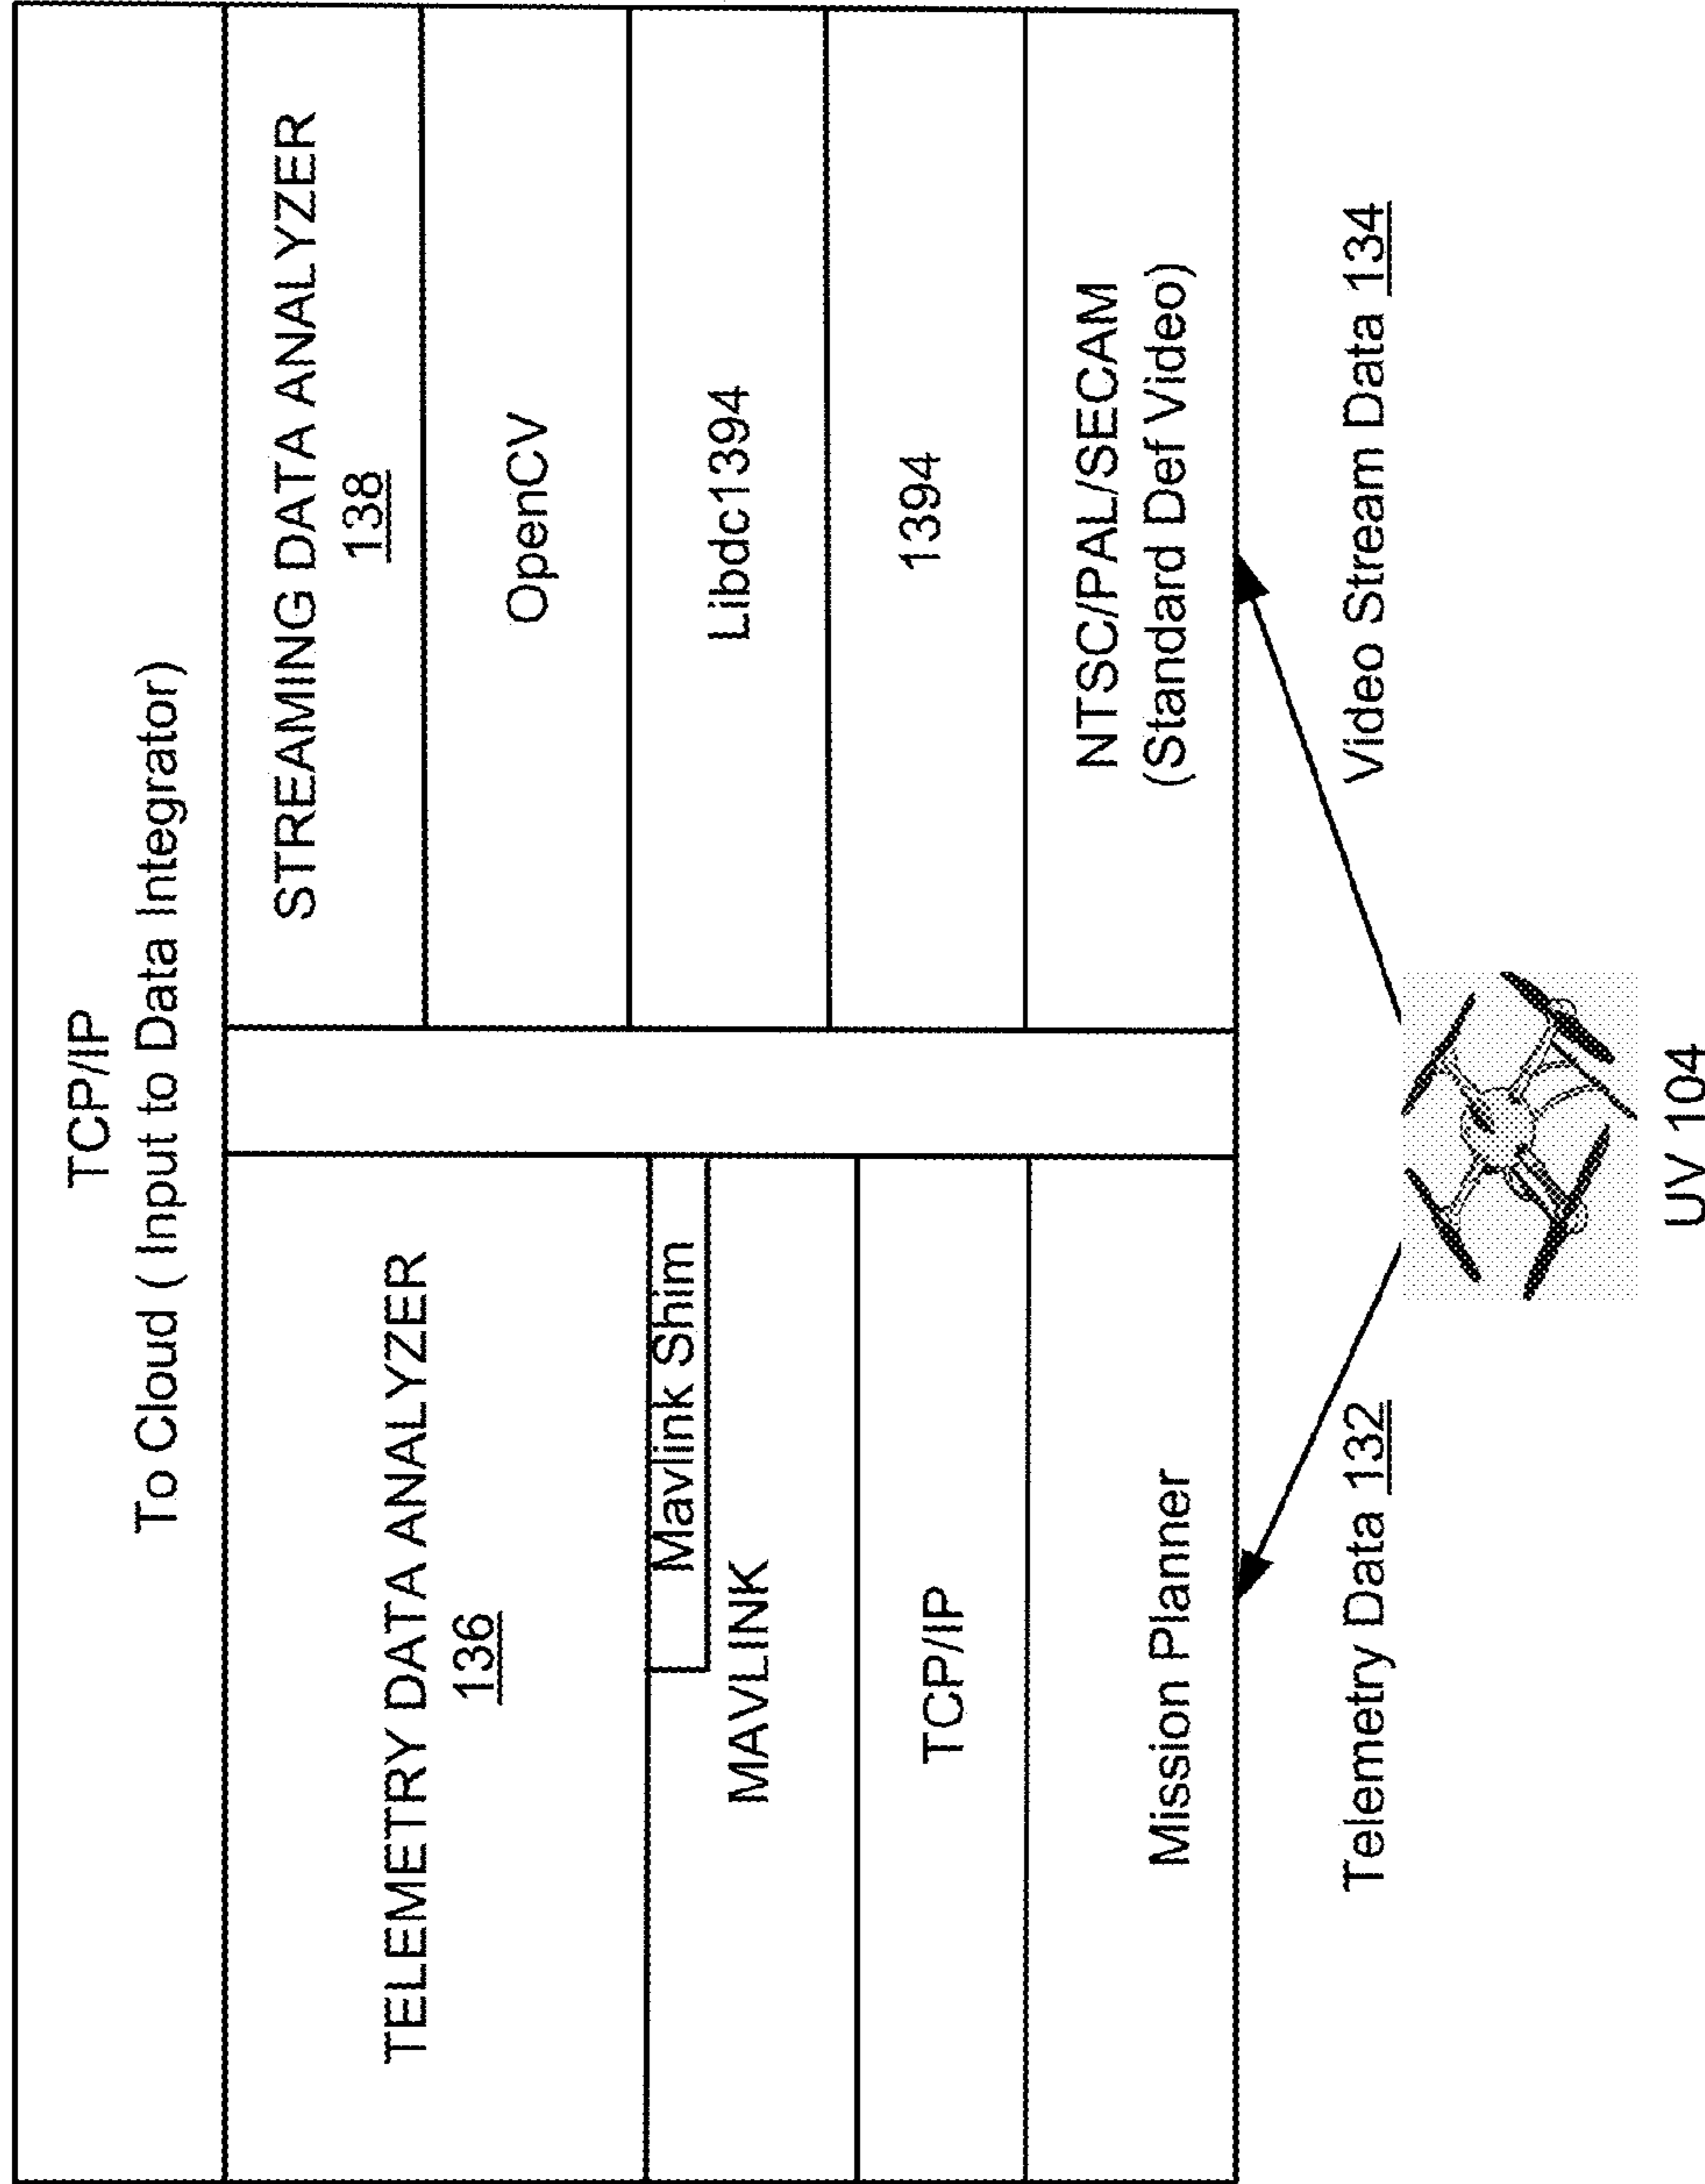 TCP/IP
To Cloud ( Input to Data Integrator)
TELEMETRY DATA ANALYZER
136
Mavlink Shim
MAVLINK
TCP/IP
Mission Planner
STREAMING DATA ANALYZER
138
OpenCV
Libdc1394
1394
NTSC/PAL/SECAM
(Standard Def Video)
Telemetry Data 132
Video Stream Data 134
UV 104